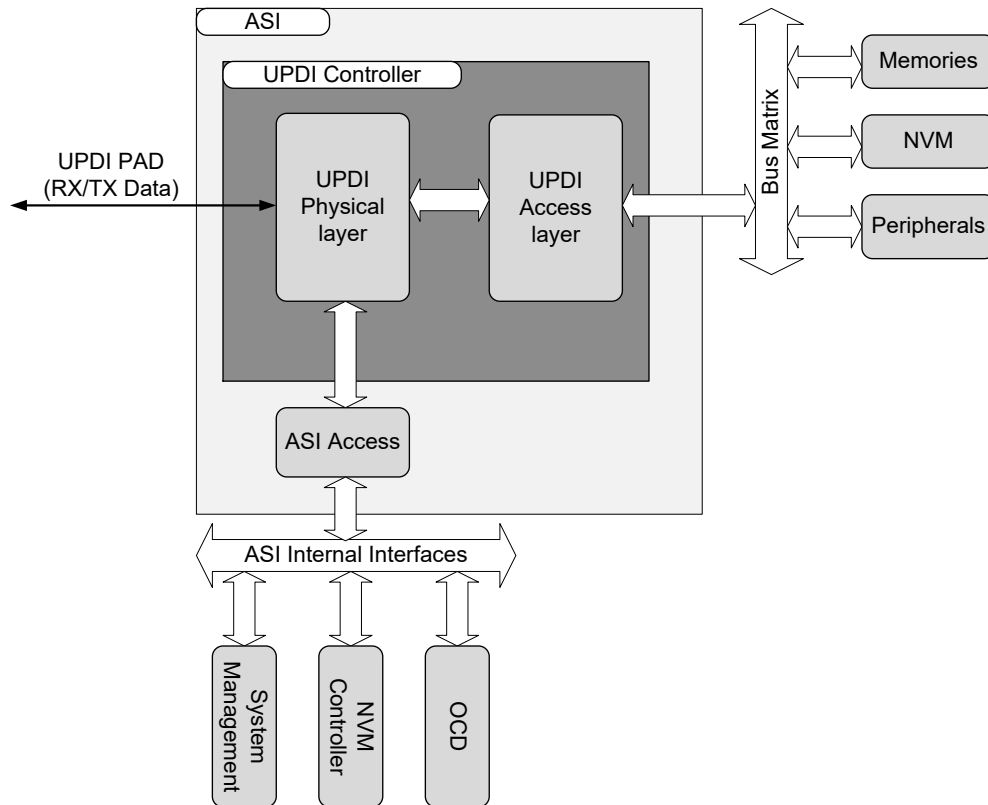 ASI
UPDI Controller
UPDI PAD
(RX/TX Data)
UPDI
Physical
layer
UPDI
Access
layer
Bus Matrix
Memories
NVM
Peripherals
ASI Access
ASI Internal Interfaces
System
Management
NVM
Controller
OCD